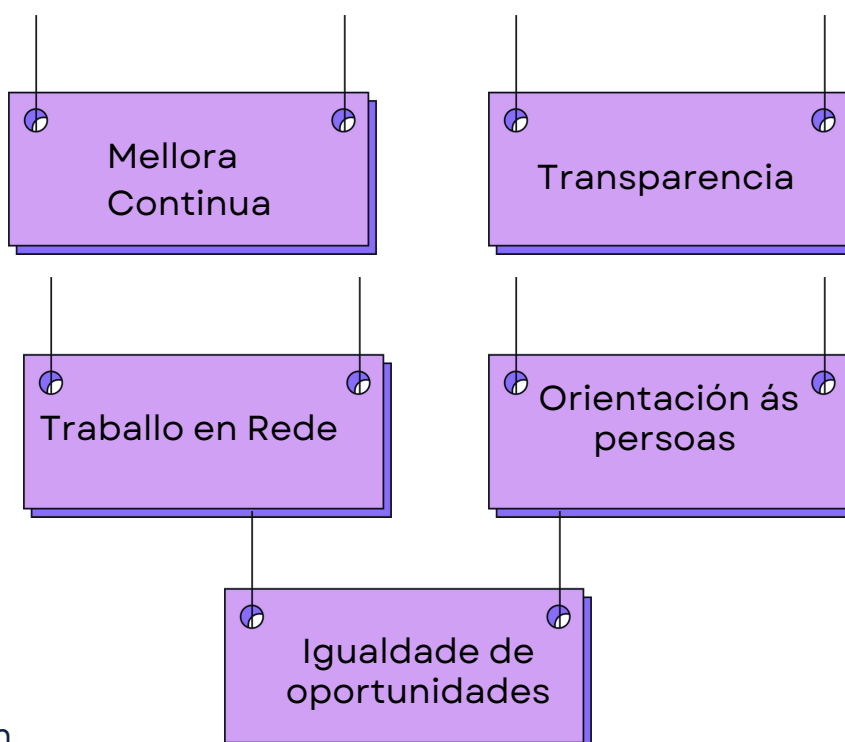 Mellora
Continua
Transparencia
Traballo en Rede
Orientación ás
persoas
Igualdade de
oportunidades